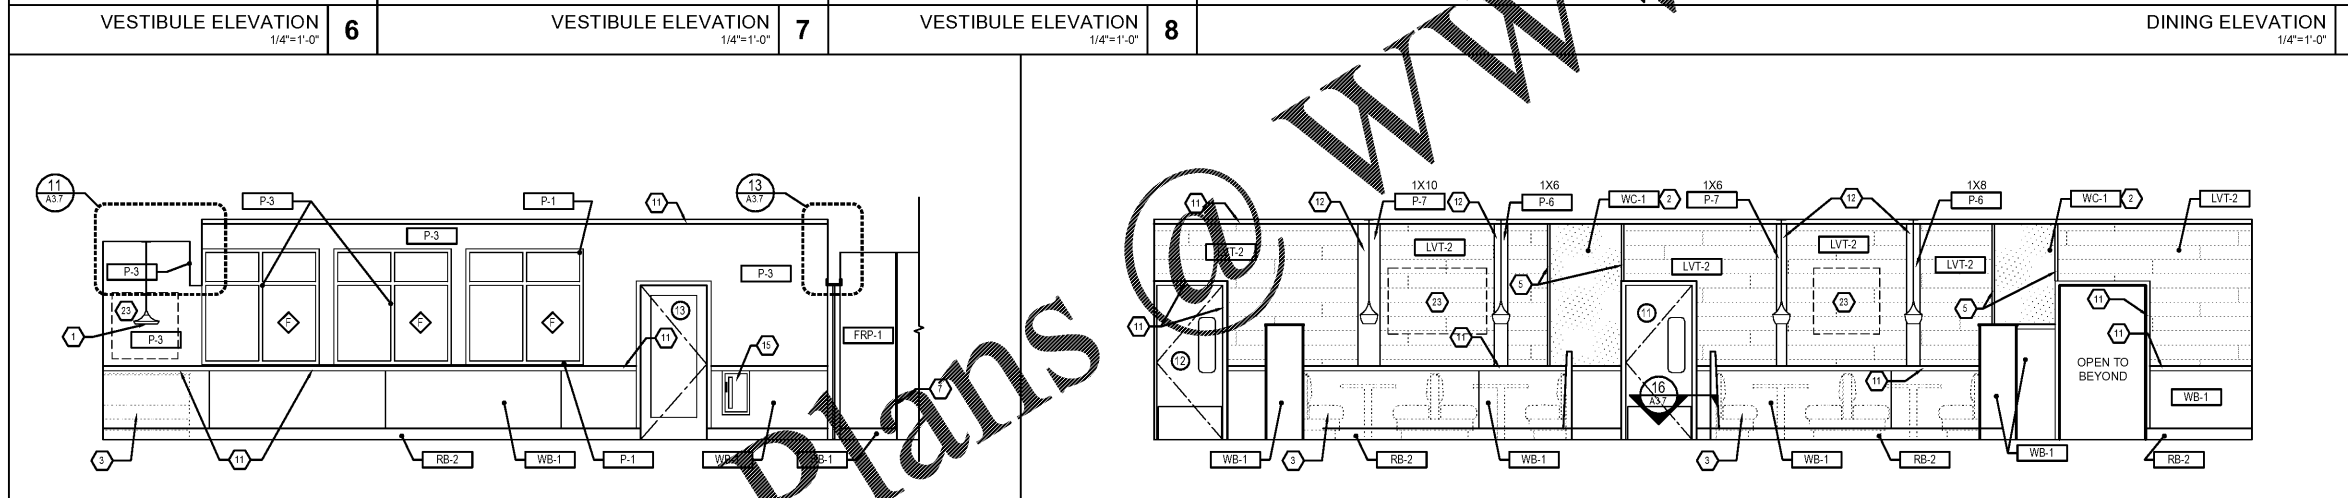 VESTIBULE ELEVATION
1/4"=1'-0"
6
VESTIBULE ELEVATION
1/4"=1'-0"
7
VESTIBULE ELEVATION
1/4"=1'-0"
8
DINING ELEVATION
1/4"=1'-0"
11
A3.7
P-3
P-1
11
13
A3.7
P-3
P-3
P-3
23
1
P-3
F
F
F
13
11
15
FRP-1
7
3
11
RB-2
WB-1
P-1
Plans @ WW
11
12
1X10
P-7
12
1X6
P-6
WC-1
2
1X6
P-7
12
1X8
P-6
WC-1
2
LVT-2
LVT-2
LVT-2
LVT-2
LVT-2
23
5
23
5
11
11
11
12
11
11
11
OPEN TO
BEYOND
16
A3.7
WB-1
WB-1
3
RB-2
WB-1
3
WB-1
RB-2
WB-1
RB-2